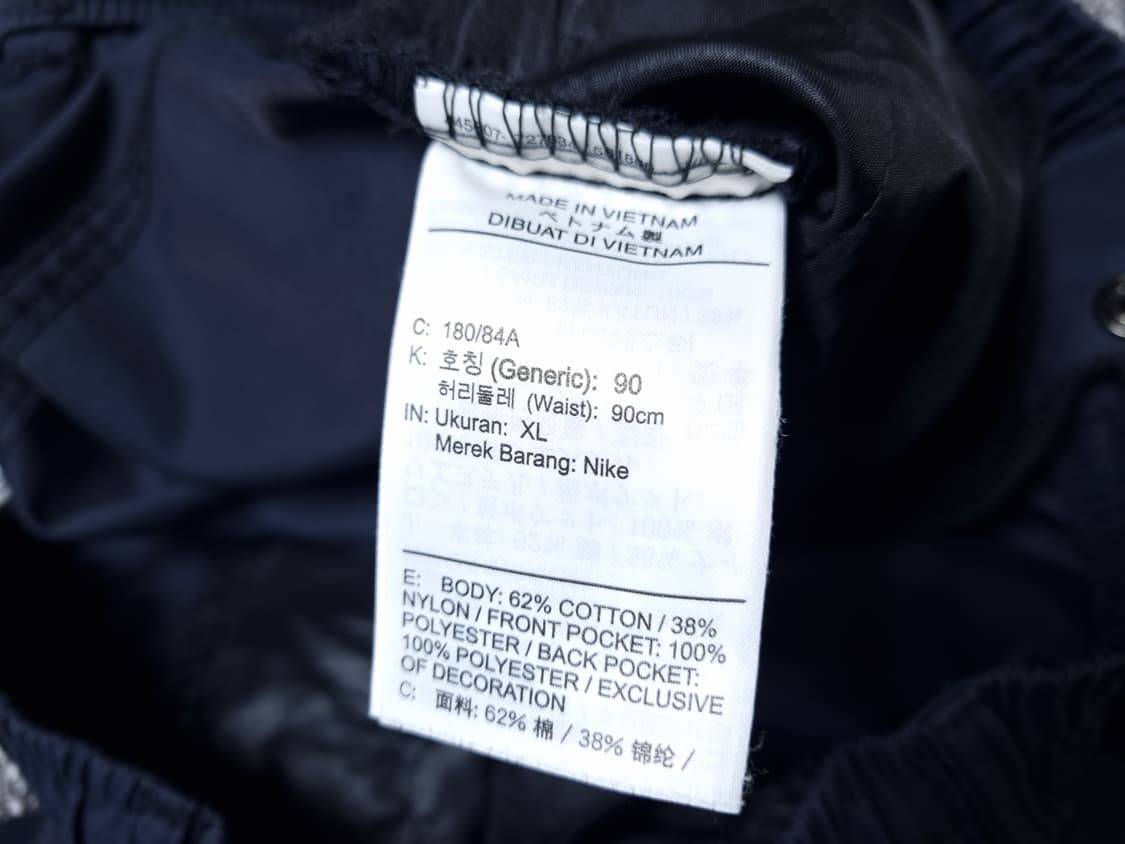 MADE IN VIETNAM
ベトナム製
DIBUAT DI VIETNAM
C: 180/84A
K: 호칭 (Generic): 90
허리둘레 (Waist): 90cm
IN: Ukuran: XL
Merek Barang: Nike
E: BODY: 62% COTTON / 38%
NYLON / FRONT POCKET: 100%
POLYESTER / BACK POCKET:
100% POLYESTER / EXCLUSIVE
OF DECORATION
C: 面料: 62% 棉 / 38% 锦纶 /